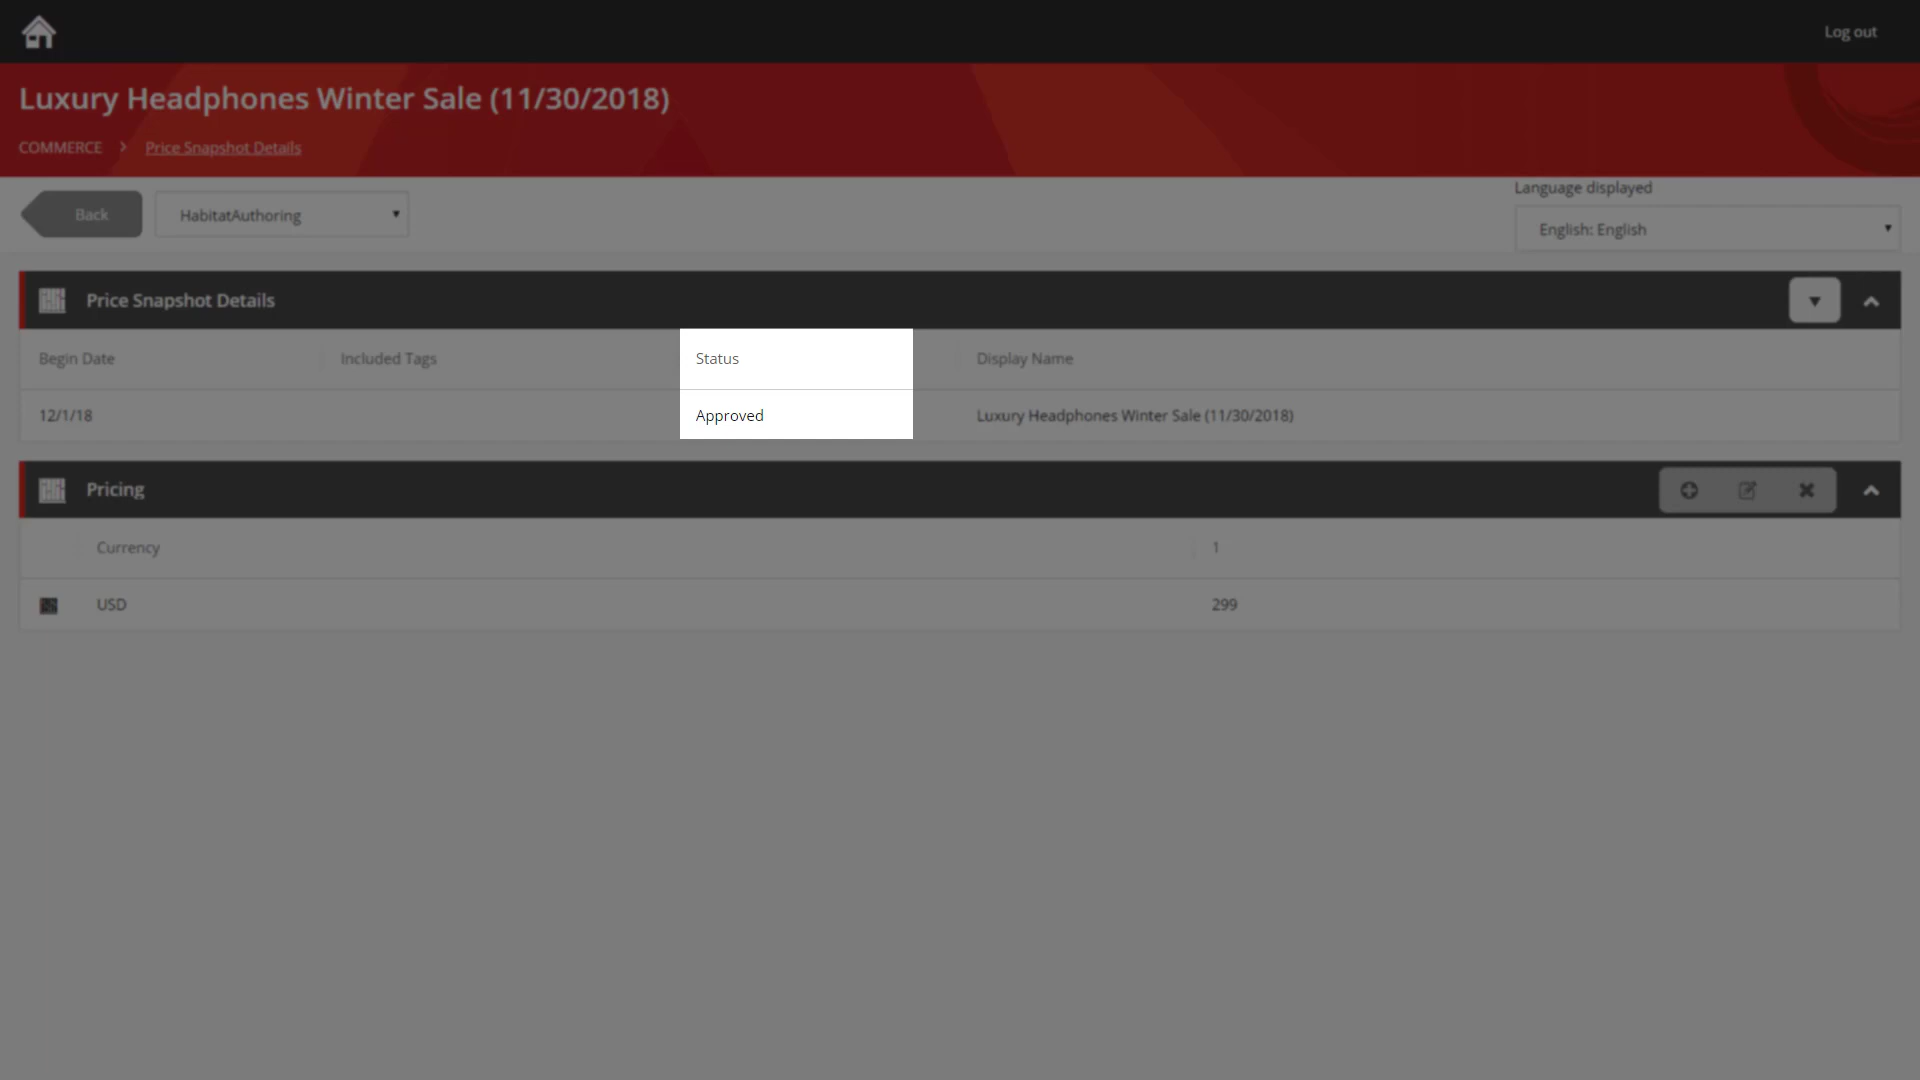 Log out
Luxury Headphones Winter Sale (11/30/2018)
COMMERCE > Price Snapshot Details
Back HabitatAuthoring
Language displayed
English: English
Price Snapshot Details
Begin Date Included Tags Status Display Name
12/1/18 Approved Luxury Headphones Winter Sale (11/30/2018)
Pricing
Currency 1
USD 299